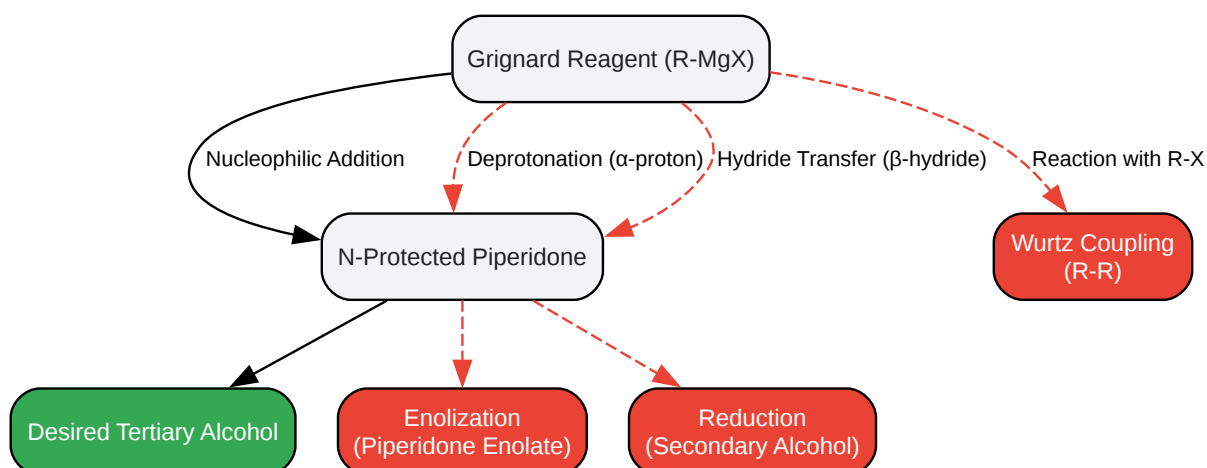 Grignard Reagent (R-MgX)
Nucleophilic Addition
Deprotonation (α-proton)
Hydride Transfer (β-hydride)
Reaction with R-X
N-Protected Piperidone
Wurtz Coupling
(R-R)
Desired Tertiary Alcohol
Enolization
(Piperidone Enolate)
Reduction
(Secondary Alcohol)